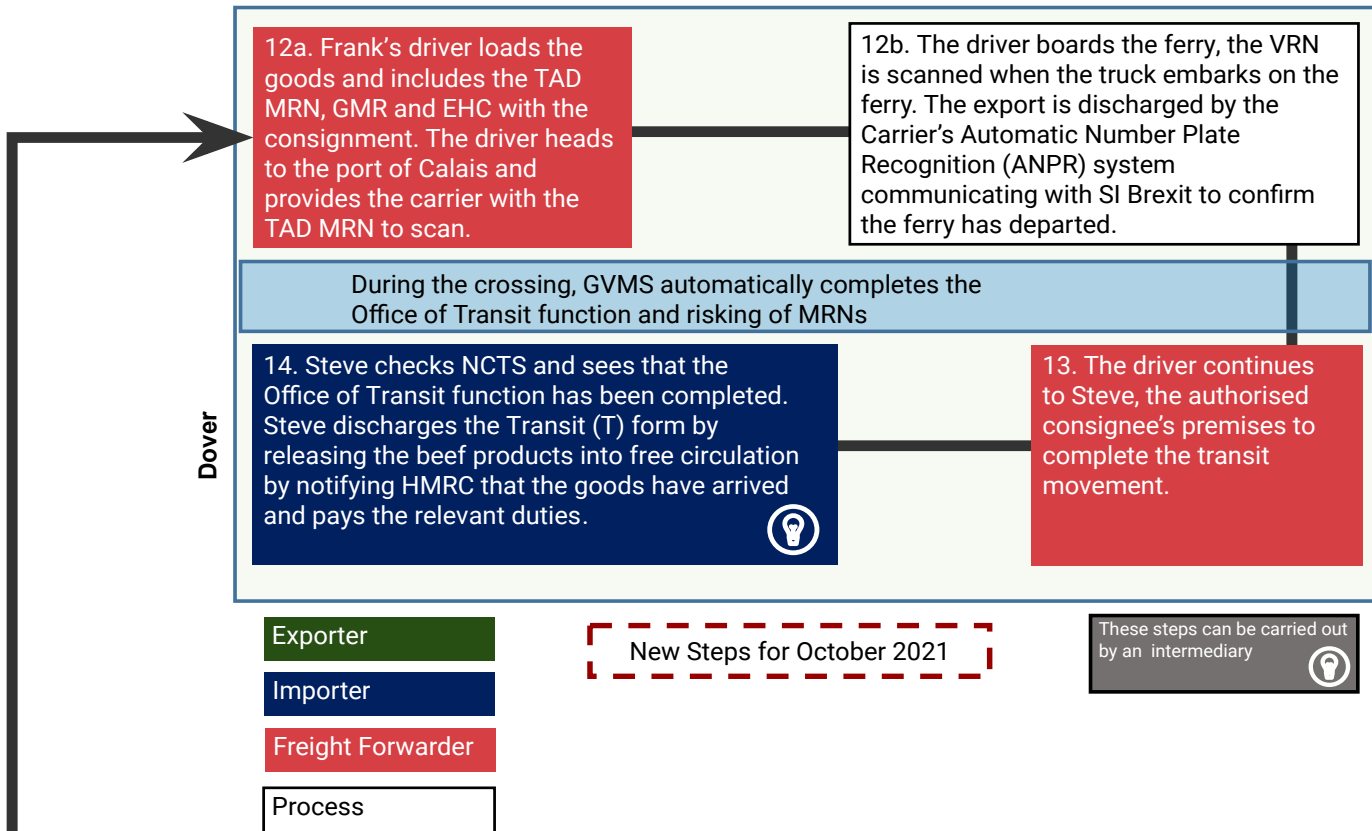 12a. Frank’s driver loads the
goods and includes the TAD
MRN, GMR and EHC with the
consignment. The driver heads
to the port of Calais and
provides the carrier with the
TAD MRN to scan.
12b. The driver boards the ferry, the VRN
is scanned when the truck embarks on the
ferry. The export is discharged by the
Carrier’s Automatic Number Plate
Recognition (ANPR) system
communicating with SI Brexit to confirm
the ferry has departed.
During the crossing, GVMS automatically completes the
Office of Transit function and risking of MRNs
Dover
14. Steve checks NCTS and sees that the
Office of Transit function has been completed.
Steve discharges the Transit (T) form by
releasing the beef products into free circulation
by notifying HMRC that the goods have arrived
and pays the relevant duties.
13. The driver continues
to Steve, the authorised
consignee’s premises to
complete the transit
movement.
Exporter
Importer
Freight Forwarder
Process
New Steps for October 2021
These steps can be carried out
by an intermediary